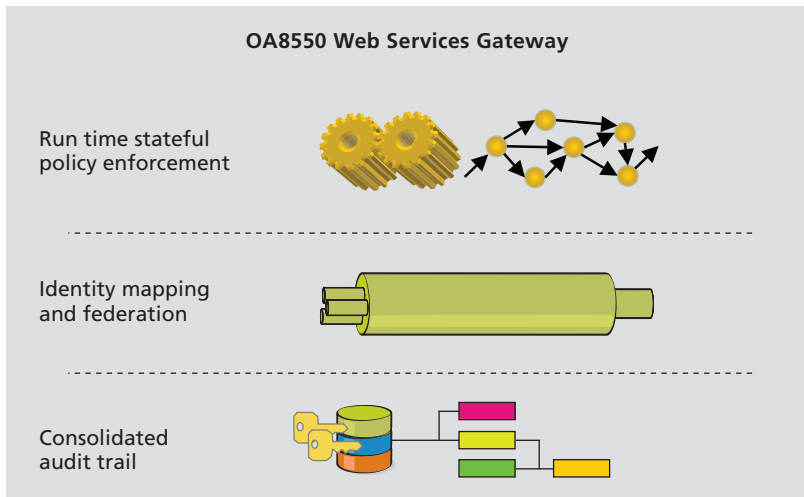 OA8550 Web Services Gateway
Run time stateful
policy enforcement
Identity mapping
and federation
Consolidated
audit trail